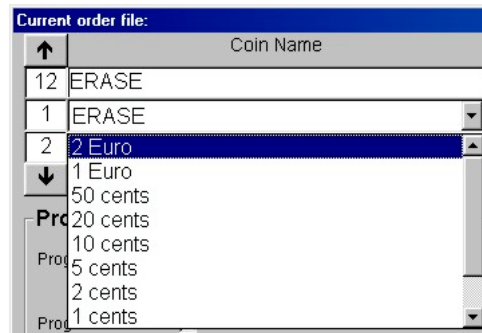 Current order file:
Coin Name
12 ERASE
1 ERASE
2 2 Euro
1 Euro
50 cents
20 cents
10 cents
5 cents
2 cents
1 cents